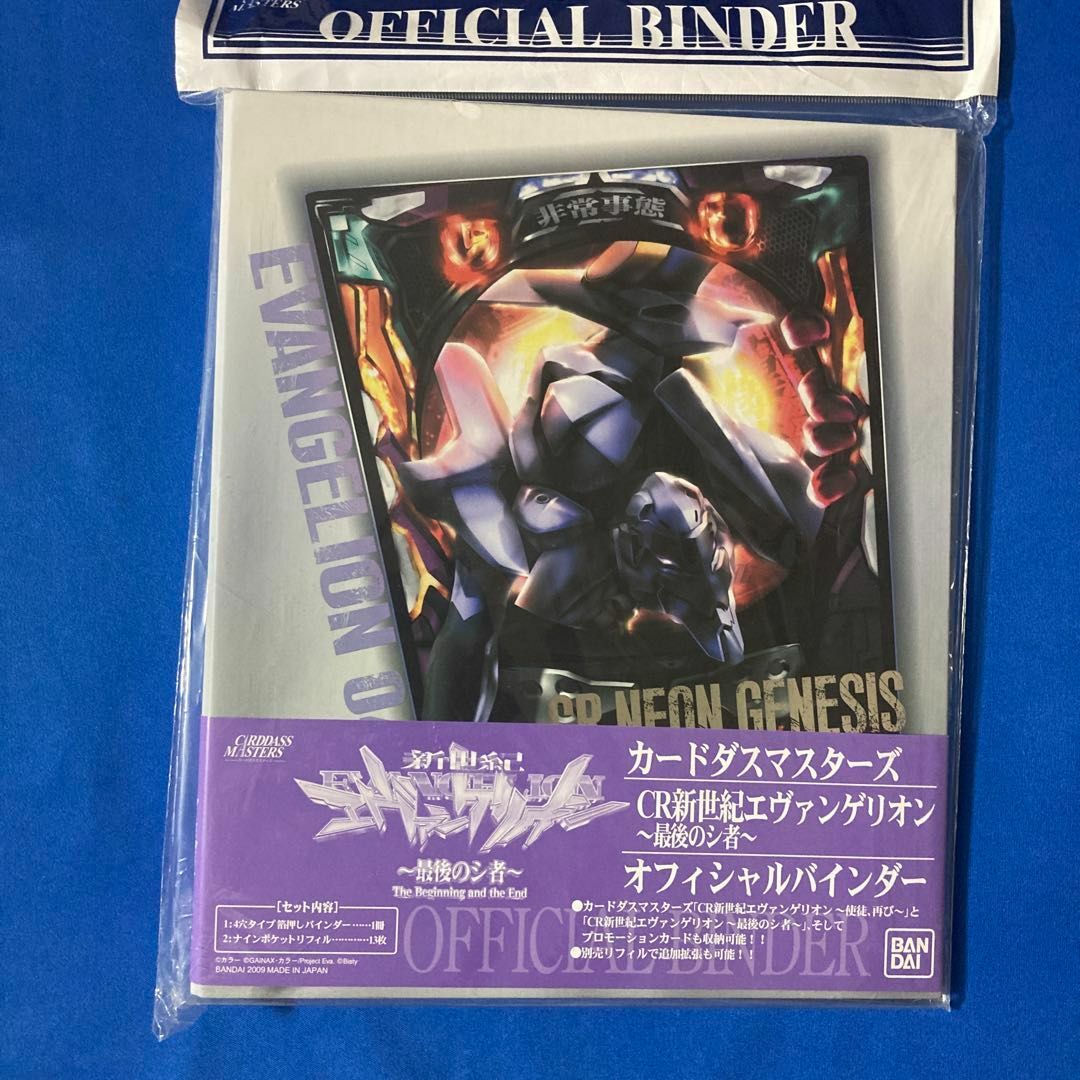 MASTERS
OFFICIAL BINDER
非常事態
EVANGELION
CR NEON GENESIS
CARDDASS
MASTERS
新世紀
EVANGELION
エヴァンゲリオン
～最後のシ者～
The Beginning and the End
カードダスマスターズ
CR新世紀エヴァンゲリオン
～最後のシ者～
オフィシャルバインダー
[セット内容]
1:4穴タイプ 箔押しバインダー……1冊
2:ナインポケットリフィル…………13枚
●カードダスマスターズ「CR新世紀エヴァンゲリオン ～使徒、再び～」と
「CR新世紀エヴァンゲリオン ～最後のシ者～」、そして
プロモーションカードも収納可能！！
●別売リフィルで追加拡張も可能！！
OFFICIAL BINDER
©カラー ©GAINAX・カラー/Project Eva. ©Bisty
BANDAI 2009 MADE IN JAPAN
BAN
DAI